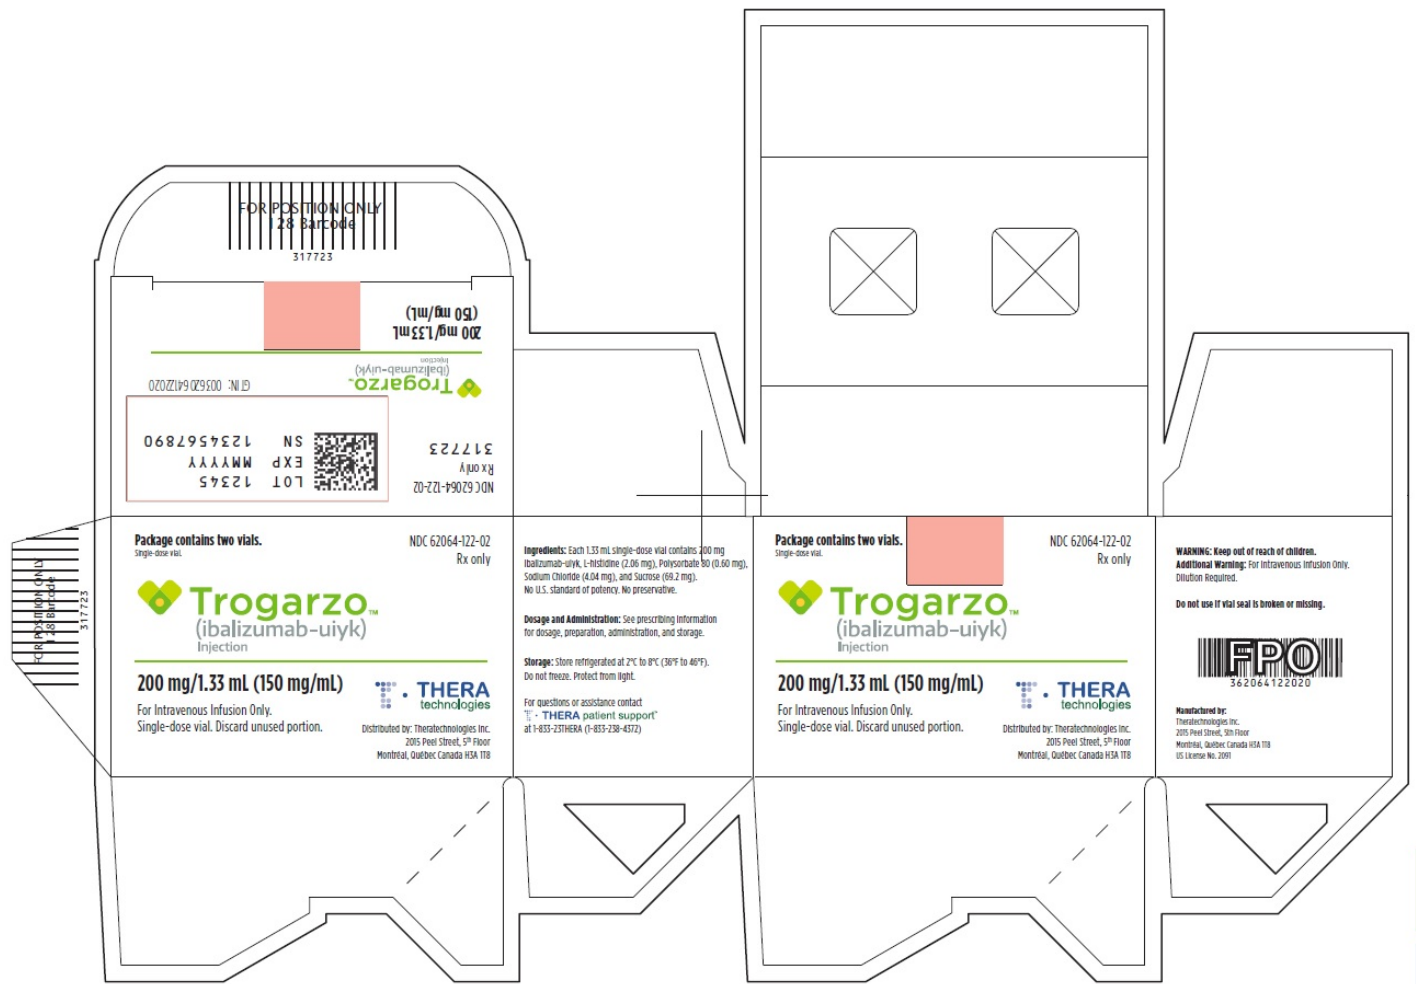 FOR POSITION ONLY
128 Barcode
317723
200 mg/1.33 mL
(150 mg/mL)
Trogarzo™
(ibalizumab-uiyk)
Injection
GTIN: 00362064122020
NDC 62064-122-02
Rx only
317723
LOT 12345
EXP MMYYYY
SN 1234567890
FOR POSITION ONLY
128 Barcode
317723
Package contains two vials.
Single-dose vial.
NDC 62064-122-02
Rx only
Trogarzo™
(ibalizumab-uiyk)
Injection
200 mg/1.33 mL (150 mg/mL)
For Intravenous Infusion Only.
Single-dose vial. Discard unused portion.
T· THERA
technologies
Distributed by: Theratechnologies Inc.
2015 Peel Street, 5th Floor
Montréal, Québec Canada H3A 1T8
Ingredients: Each 1.33 mL single-dose vial contains 200 mg
ibalizumab-uiyk, L-histidine (2.06 mg), Polysorbate 80 (0.60 mg),
Sodium Chloride (4.04 mg), and Sucrose (69.2 mg).
No U.S. standard of potency. No preservative.
Dosage and Administration: See prescribing information
for dosage, preparation, administration, and storage.
Storage: Store refrigerated at 2°C to 8°C (36°F to 46°F).
Do not freeze. Protect from light.
For questions or assistance contact
T· THERA patient support™
at 1-833-23THERA (1-833-238-4372)
Package contains two vials.
Single-dose vial.
NDC 62064-122-02
Rx only
Trogarzo™
(ibalizumab-uiyk)
Injection
200 mg/1.33 mL (150 mg/mL)
For Intravenous Infusion Only.
Single-dose vial. Discard unused portion.
T· THERA
technologies
Distributed by: Theratechnologies Inc.
2015 Peel Street, 5th Floor
Montréal, Québec Canada H3A 1T8
WARNING: Keep out of reach of children.
Additional Warning: For Intravenous Infusion Only.
Dilution Required.
Do not use if vial seal is broken or missing.
FPO
362064122020
Manufactured by:
Theratechnologies Inc.
2015 Peel Street, 5th Floor
Montréal, Québec Canada H3A 1T8
US License No. 2091